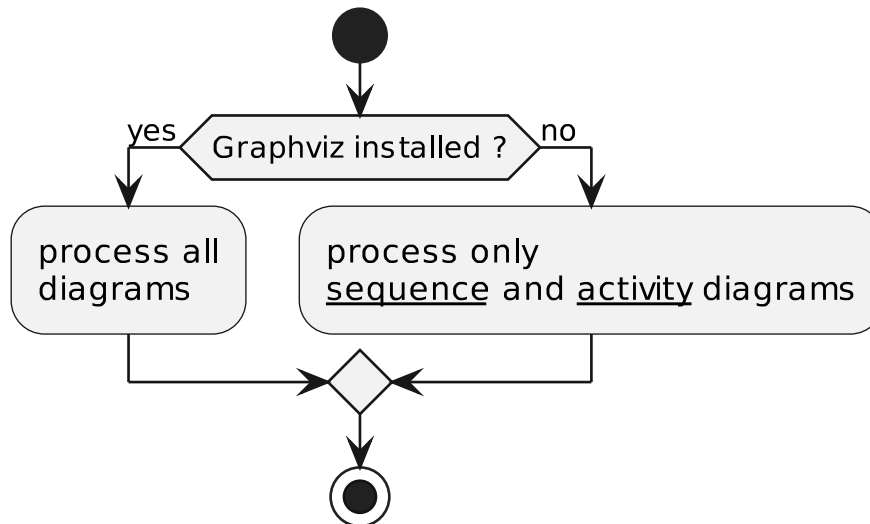 yes
Graphviz installed ?
no
process all
diagrams
process only
sequence and activity diagrams